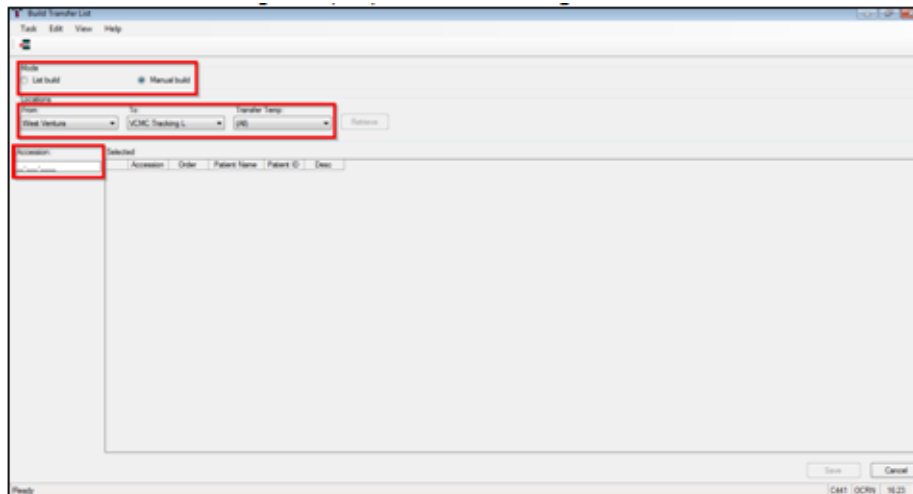 Build Transfer List
Task Edit View Help
Mode
List build Manual build
Locations
From: To: Transfer Temp:
West Ventura VCMC Tracking L (All) Retrieve
Accession: Selected
Accession Order Patient Name Patient ID Desc
Save Cancel
Ready C441 OCRN 16:23